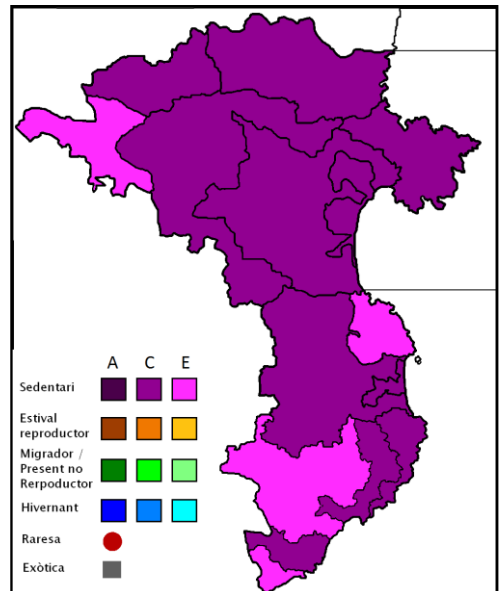 A C E
Sedentari
Estival
reproductor
Migrador /
Present no
Rerpoductor
Hivernant
Raresa
Exòtica